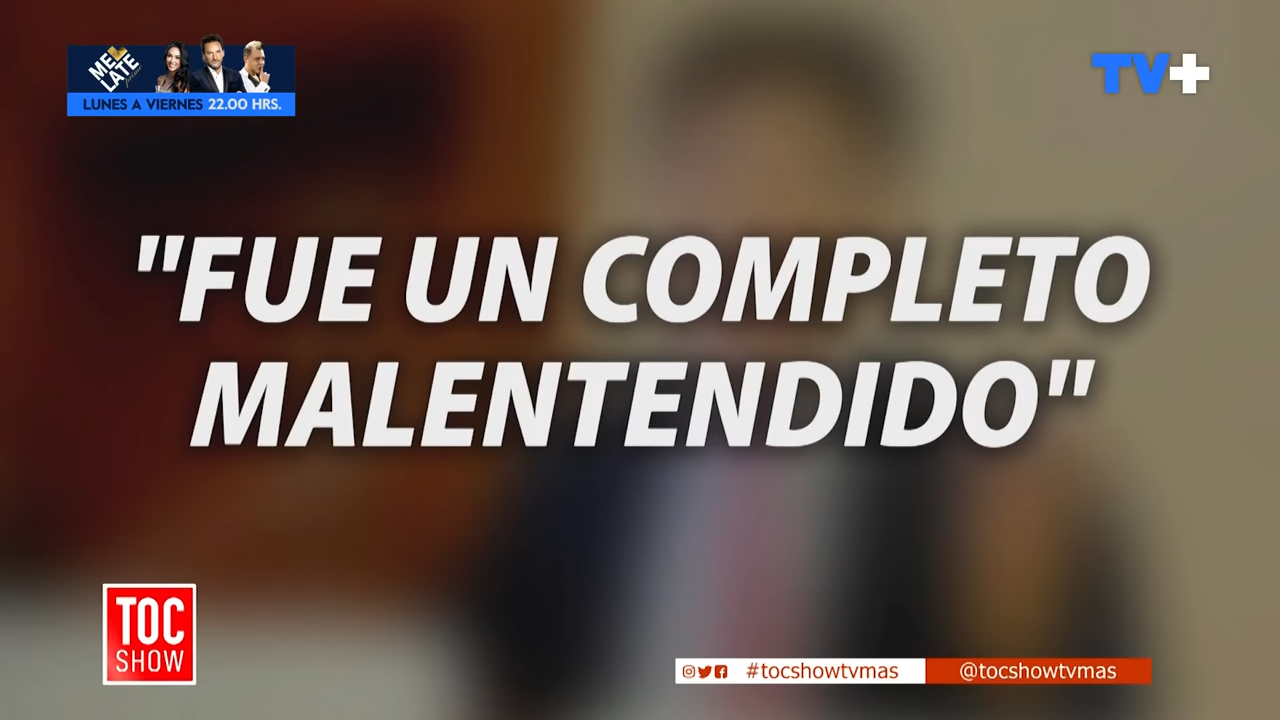 ME
LATE
LUNES A VIERNES 22.00 HRS.
TV+
"FUE UN COMPLETO
MALENTENDIDO"
TOC
SHOW
#tocshowtvmas
@tocshowtvmas